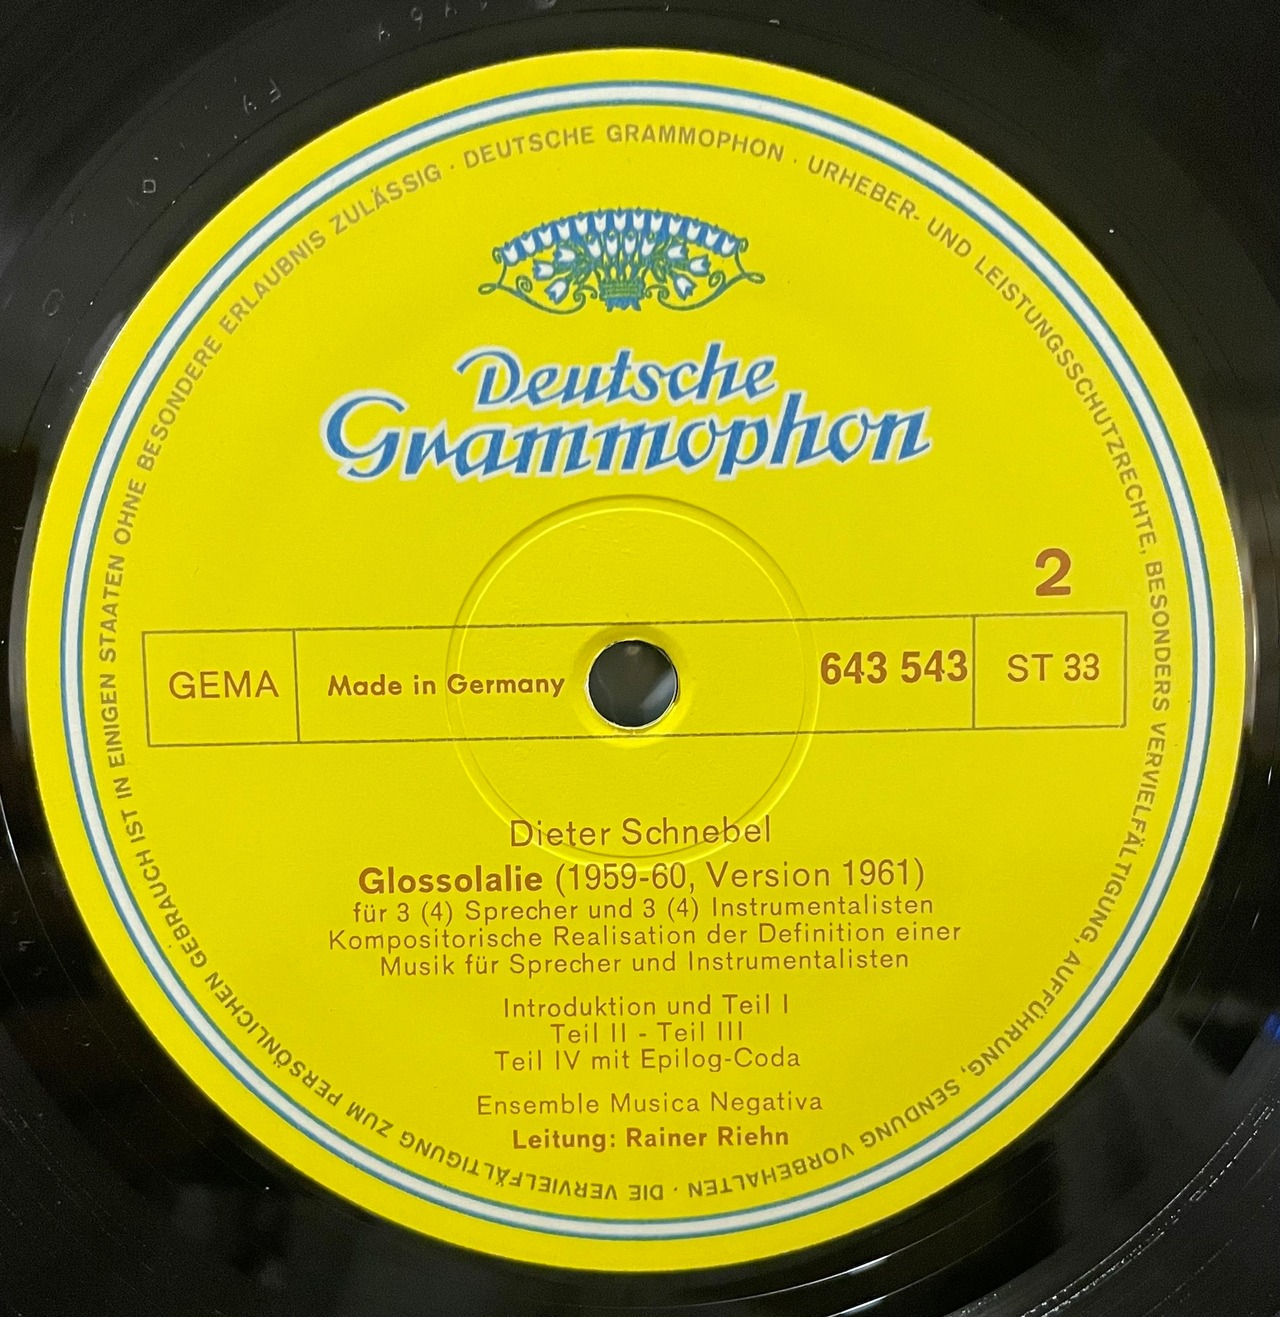 DEUTSCHE GRAMMOPHON · URHEBER- UND LEISTUNGSSCHUTZRECHTE, BESONDERS VERVIELFÄLTIGUNG, AUFFÜHRUNG, SENDUNG VORBEHALTEN · DIE VERVIELFÄLTIGUNG ZUM PERSÖNLICHEN GEBRAUCH IST IN EINIGEN STAATEN OHNE BESONDERE ERLAUBNIS ZULÄSSIG ·
Deutsche
Grammophon
2
GEMA Made in Germany 643 543 ST 33
Dieter Schnebel
Glossolalie (1959-60, Version 1961)
für 3 (4) Sprecher und 3 (4) Instrumentalisten
Kompositorische Realisation der Definition einer
Musik für Sprecher und Instrumentalisten
Introduktion und Teil I
Teil II - Teil III
Teil IV mit Epilog-Coda
Ensemble Musica Negativa
Leitung: Rainer Riehn